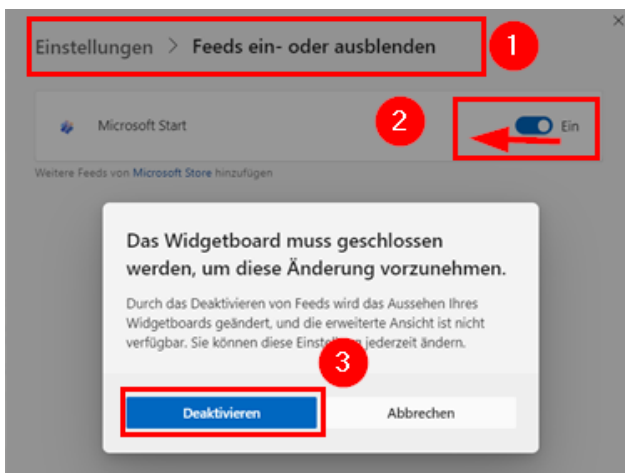 Einstellungen > Feeds ein- oder ausblenden
1
Microsoft Start
2
Ein
Weitere Feeds von Microsoft Store hinzufügen
Das Widgetboard muss geschlossen
werden, um diese Änderung vorzunehmen.
Durch das Deaktivieren von Feeds wird das Aussehen Ihres
Widgetboards geändert, und die erweiterte Ansicht ist nicht
verfügbar. Sie können diese jederzeit ändern.
3
Deaktivieren
Abbrechen